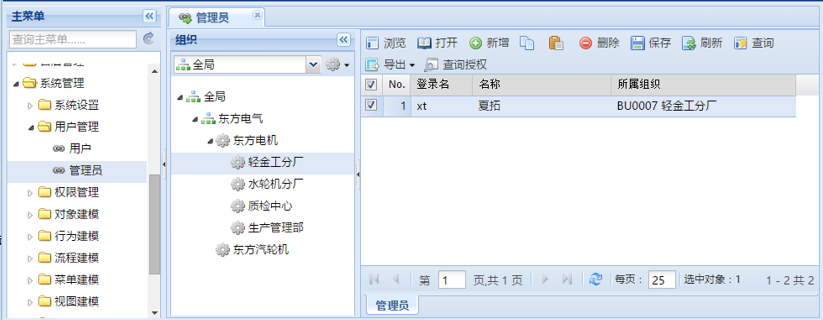 主菜单
管理员
查询主菜单......
系统管理
系统设置
用户管理
用户
管理员
权限管理
对象建模
行为建模
流程建模
菜单建模
视图建模
组织
全局
全局
东方电气
东方电机
轻金工分厂
水轮机分厂
质检中心
生产管理部
东方汽轮机
浏览 打开 新增 删除 保存 刷新 查询
导出 查询授权
No. 登录名 名称 所属组织
1 xt 夏拓 BU0007 轻金工分厂
第 1 页,共 1 页 每页： 25 选中对象：1 1 - 2 共 2
管理员